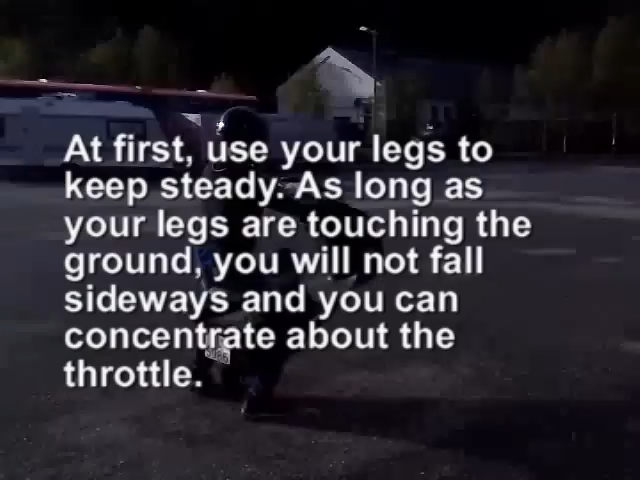 At first, use your legs to
keep steady. As long as
your legs are touching the
ground, you will not fall
sideways and you can
concentrate about the
throttle.